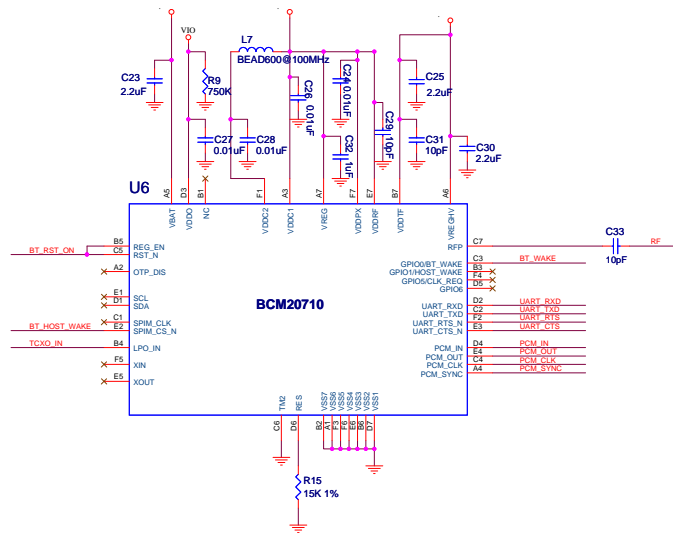 VIO
L7
BEAD600@100MHz
C23
2.2uF
R9
750K
C26 0.01uF
C24 0.01uF
C25
2.2uF
C27
0.01uF
C28
0.01uF
C32 1uF
C29 10pF
C31
10pF
C30
2.2uF
U6
A5
D3
B1
F1
A3
A7
F7
E7
B7
A6
VBAT
VDDO
NC
VDDC2
VDDC1
VREG
VDDPX
VDDRF
VDDTF
VREGHV
BT_RST_ON
B5
REG_EN
C5
RST_N
A2
OTP_DIS
E1
SCL
D1
SDA
C1
SPIM_CLK
BT_HOST_WAKE
E2
SPIM_CS_N
TCXO_IN
B4
LPO_IN
F5
XIN
E5
XOUT
BCM20710
RFP
C7
C33
10pF
RF
GPIO0/BT_WAKE
C3
BT_WAKE
GPIO1/HOST_WAKE
B3
GPIO5/CLK_REQ
F4
GPIO6
D5
UART_RXD
D2
UART_RXD
UART_TXD
C2
UART_TXD
UART_RTS_N
F2
UART_RTS
UART_CTS_N
E3
UART_CTS
PCM_IN
D4
PCM_IN
PCM_OUT
E4
PCM_OUT
PCM_CLK
C4
PCM_CLK
PCM_SYNC
A4
PCM_SYNC
TM2
RES
VSS7
VSS6
VSS5
VSS4
VSS3
VSS2
VSS1
C6
D6
B2
A1
F3
F6
E6
B6
D7
R15
15K 1%